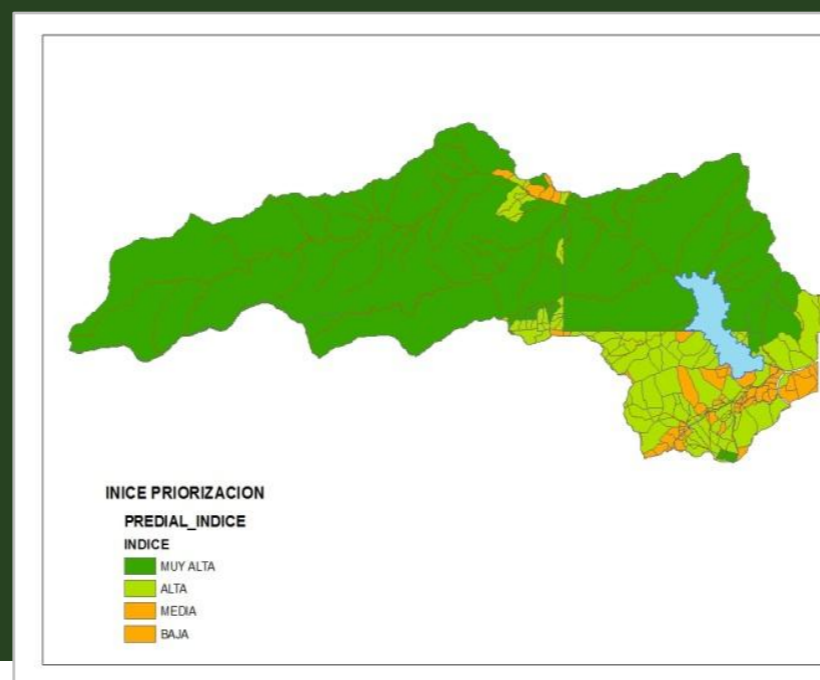 INICE PRIORIZACION
PREDIAL_INDICE
INDICE
MUY ALTA
ALTA
MEDIA
BAJA